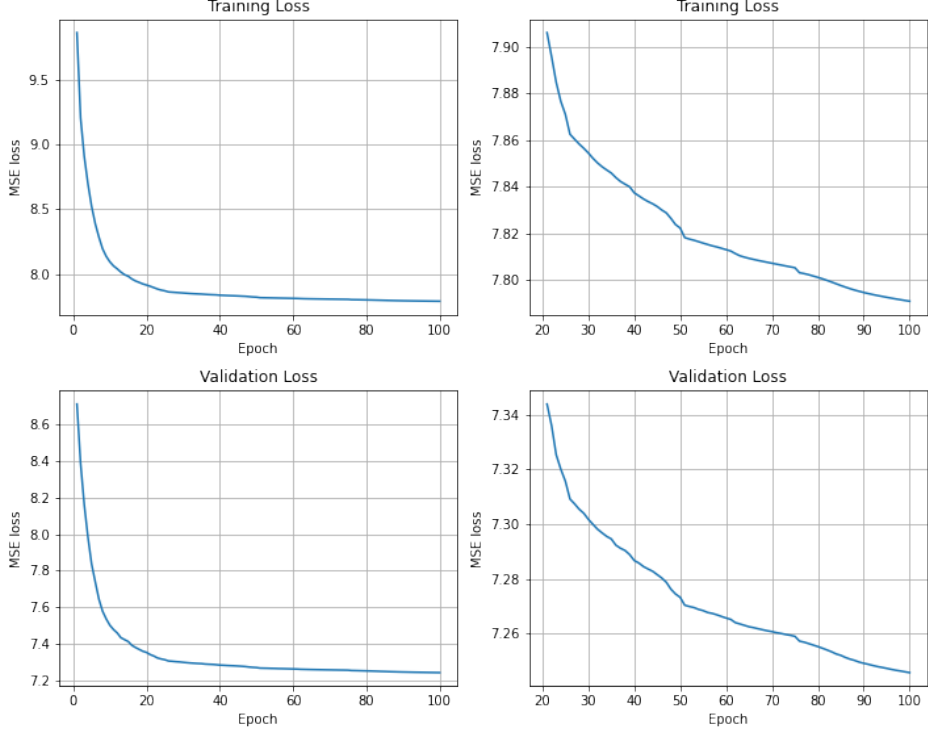 Training Loss
Training Loss
MSE loss
9.5
9.0
8.5
8.0
0 20 40 60 80 100
Epoch
MSE loss
7.90
7.88
7.86
7.84
7.82
7.80
20 30 40 50 60 70 80 90 100
Epoch
Validation Loss
Validation Loss
MSE loss
8.6
8.4
8.2
8.0
7.8
7.6
7.4
7.2
0 20 40 60 80 100
Epoch
MSE loss
7.34
7.32
7.30
7.28
7.26
20 30 40 50 60 70 80 90 100
Epoch